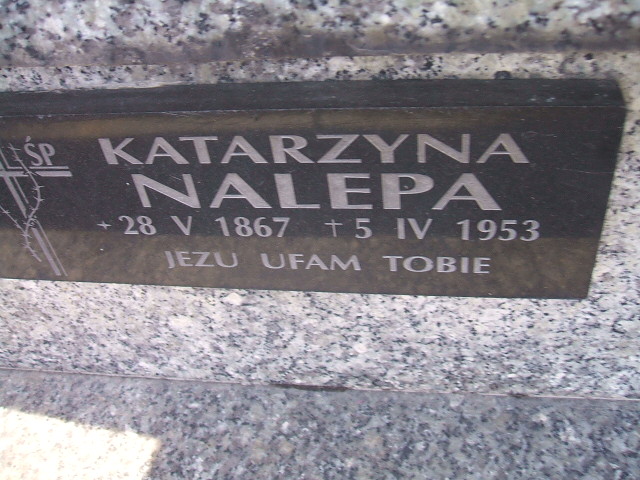 ŚP
KATARZYNA
NALEPA
* 28 V 1867 † 5 IV 1953
JEZU UFAM TOBIE